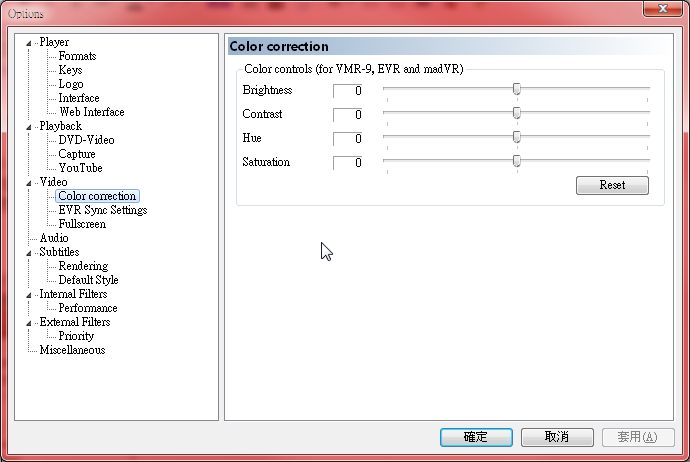 Options
Player
Formats
Keys
Logo
Interface
Web Interface
Playback
DVD-Video
Capture
YouTube
Video
Color correction
EVR Sync Settings
Fullscreen
Audio
Subtitles
Rendering
Default Style
Internal Filters
Performance
External Filters
Priority
Miscellaneous
Color correction
Color controls (for VMR-9, EVR and madVR)
Brightness 0
Contrast 0
Hue 0
Saturation 0
Reset
確定 取消 套用(A)